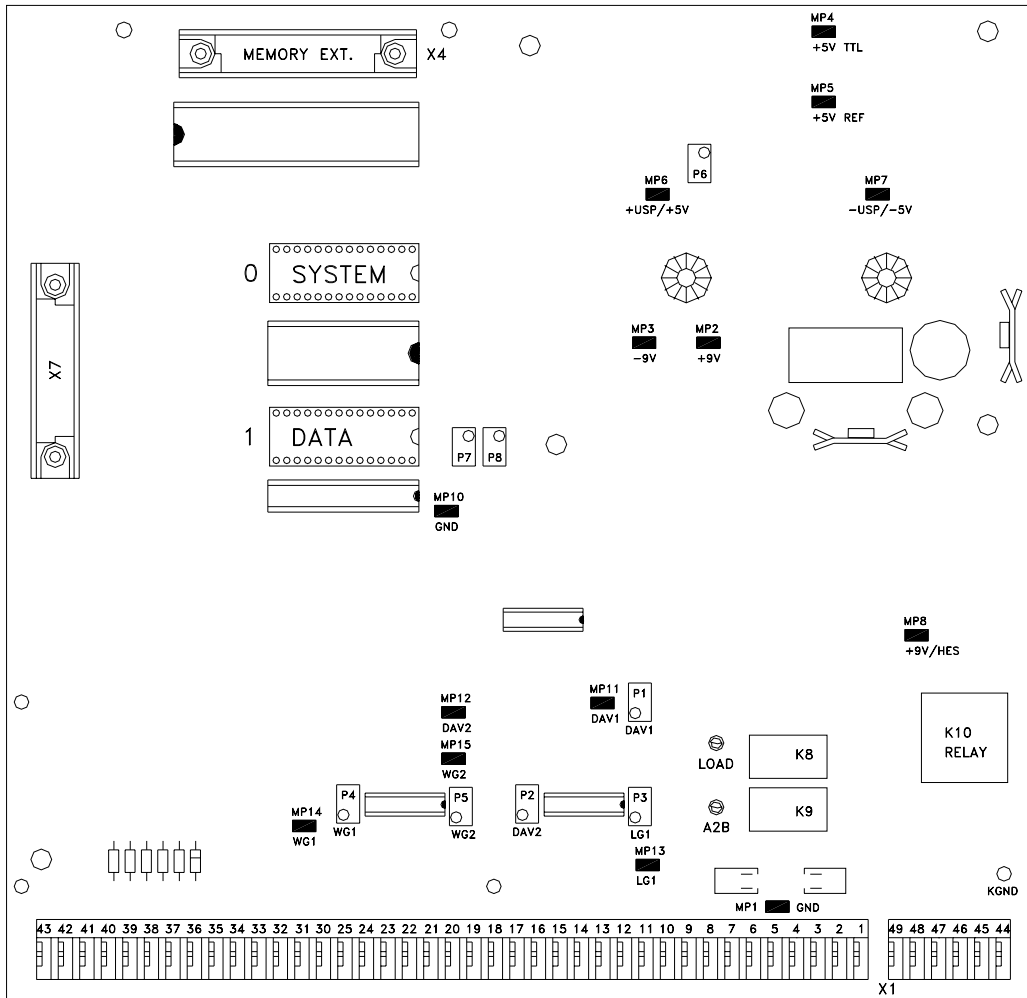 MP4
+5V TTL
MEMORY EXT.
X4
MP5
+5V REF
P6
MP6
+USP/+5V
MP7
-USP/-5V
0
SYSTEM
MP3
-9V
MP2
+9V
X7
1
DATA
P7
P8
MP10
GND
MP8
+9V/HES
MP12
DAV2
MP11
DAV1
P1
DAV1
K10
RELAY
MP15
WG2
LOAD
K8
P4
WG1
P5
WG2
P2
DAV2
P3
LG1
A2B
K9
MP14
WG1
MP13
LG1
KGND
MP1
GND
43 42 41 40 39 38 37 36 34 33 32 31 30 25 24 23 22 21 20 19 18 17 16 15 14 13 12 11 10 9 8 7 6 5 4 3 2 1
49 48 47 46 45 44
X1